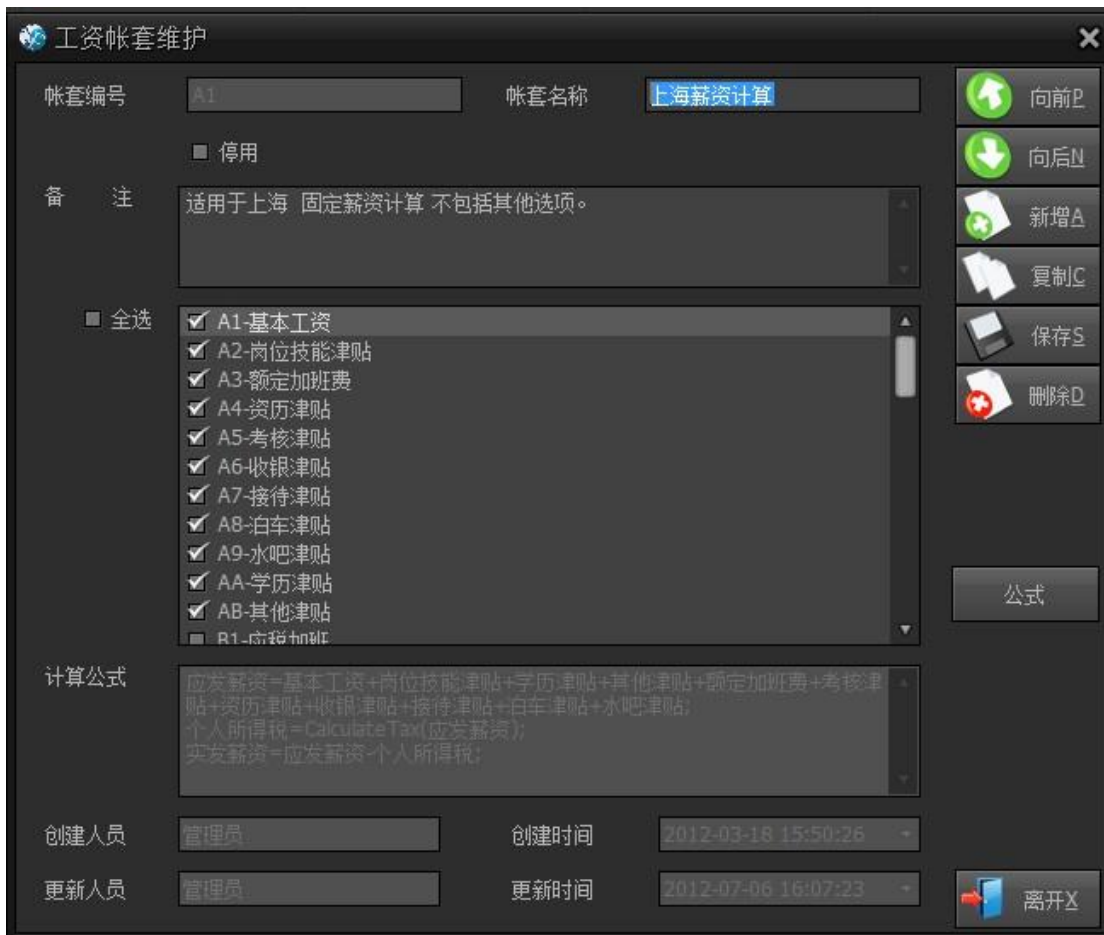 工资帐套维护
帐套编号 A1 帐套名称 上海薪资计算
停用
备 注 适用于上海 固定薪资计算 不包括其他选项。
全选
A1-基本工资
A2-岗位技能津贴
A3-额定加班费
A4-资历津贴
A5-考核津贴
A6-收银津贴
A7-接待津贴
A8-泊车津贴
A9-水吧津贴
AA-学历津贴
AB-其他津贴
B1-应税加班
计算公式
应发薪资=基本工资+岗位技能津贴+学历津贴+其他津贴+额定加班费+考核津
贴+资历津贴+收银津贴+接待津贴+泊车津贴+水吧津贴;
个人所得税=CalculateTax(应发薪资);
实发薪资=应发薪资-个人所得税;
创建人员 管理员 创建时间 2012-03-18 15:50:26
更新人员 管理员 更新时间 2012-07-06 16:07:23
向前P
向后N
新增A
复制C
保存S
删除D
公式
离开X